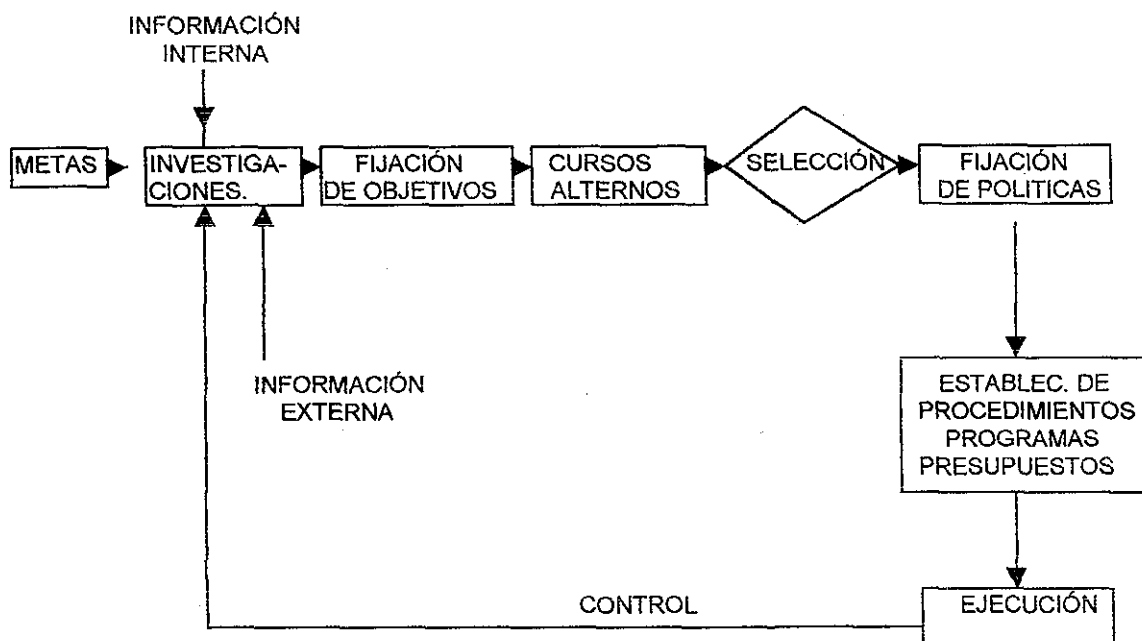 INFORMACIÓN
INTERNA
METAS
INVESTIGA-
CIONES.
FIJACIÓN
DE OBJETIVOS
CURSOS
ALTERNOS
SELECCIÓN
FIJACIÓN
DE POLITICAS
INFORMACIÓN
EXTERNA
ESTABLEC. DE
PROCEDIMIENTOS
PROGRAMAS
PRESUPUESTOS
CONTROL
EJECUCIÓN